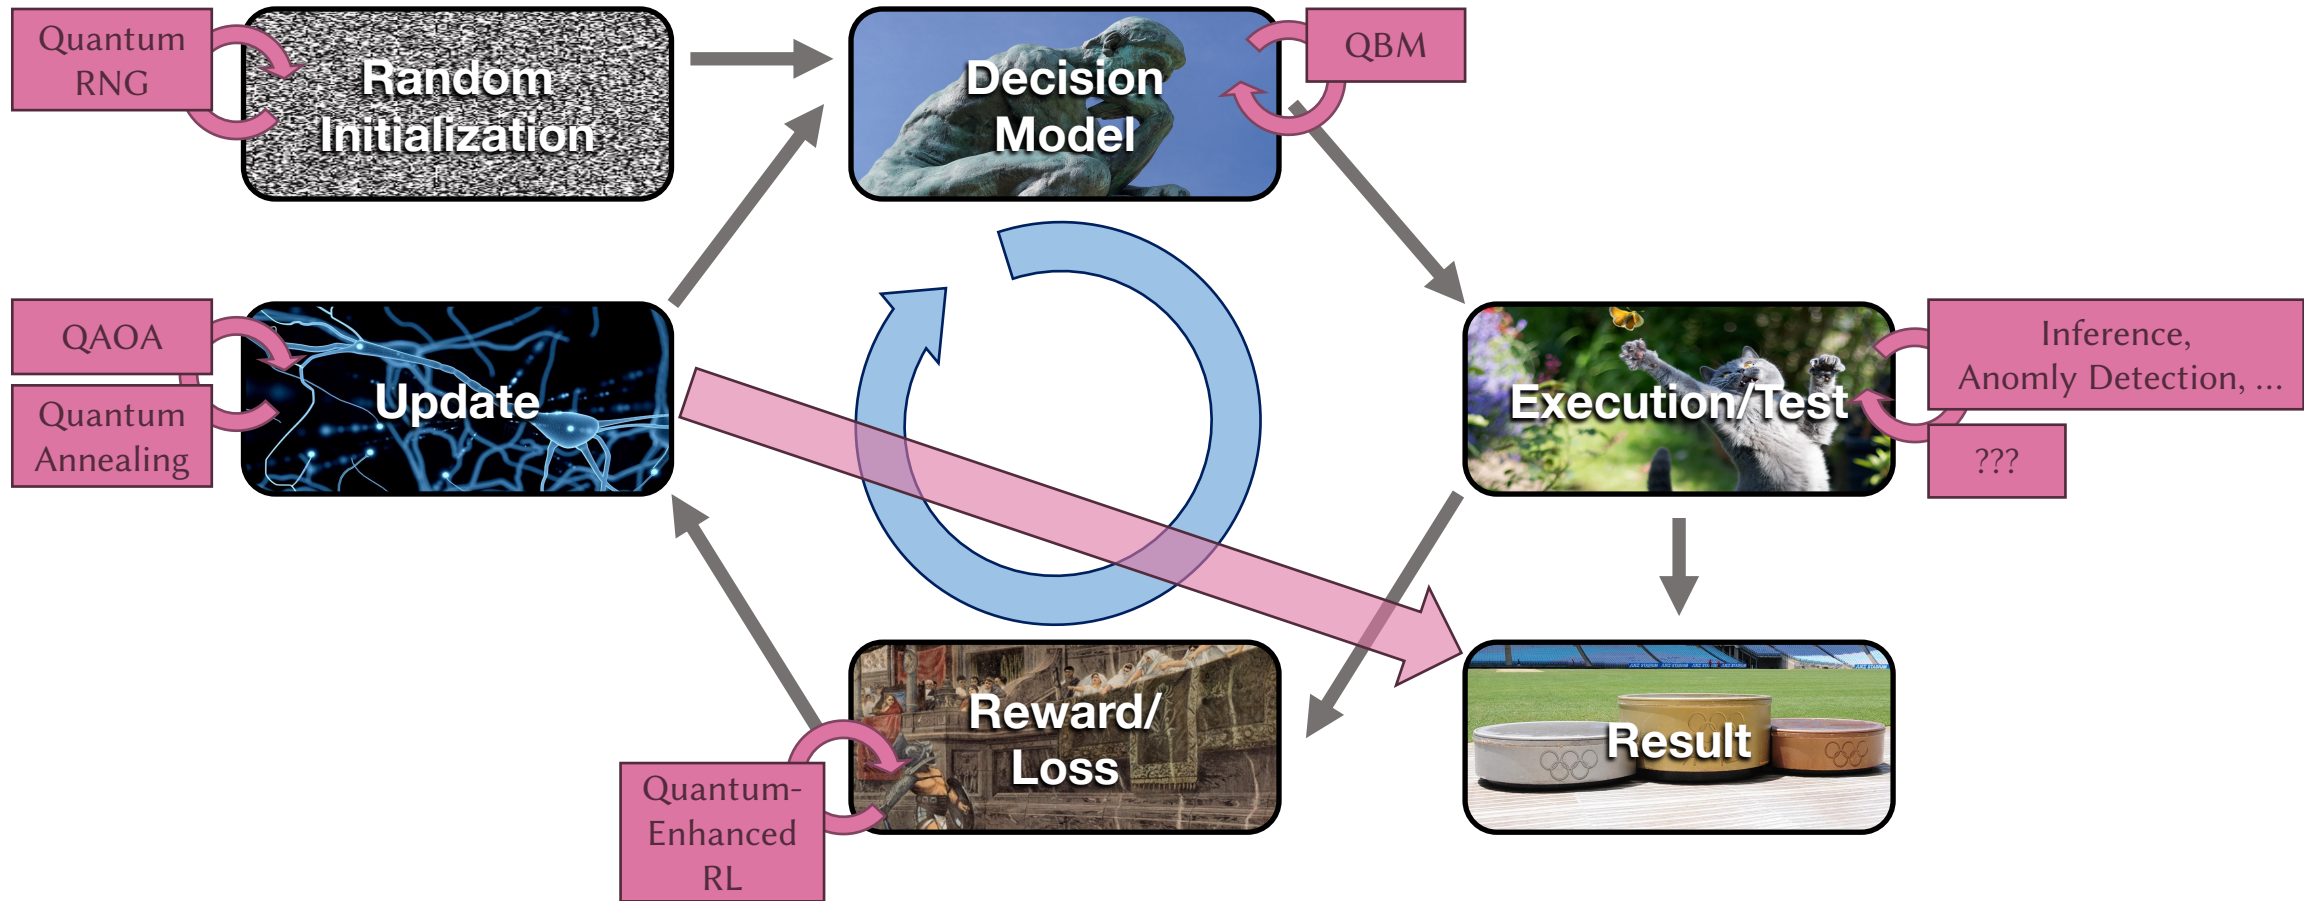 Quantum
RNG
Random
Initialization
Decision
Model
QBM
QAOA
Quantum
Annealing
Update
Execution/Test
Inference,
Anomly Detection, ...
???
Quantum-
Enhanced
RL
Reward/
Loss
Result